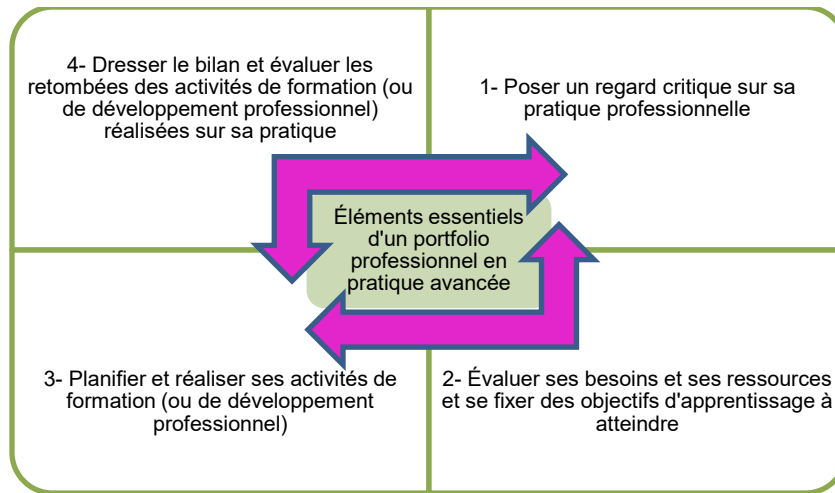 4- Dresser le bilan et évaluer les
retombées des activités de formation (ou
de développement professionnel)
réalisées sur sa pratique
1- Poser un regard critique sur sa
pratique professionnelle
Éléments essentiels
d'un portfolio
professionnel en
pratique avancée
3- Planifier et réaliser ses activités de
formation (ou de développement
professionnel)
2- Évaluer ses besoins et ses ressources
et se fixer des objectifs d'apprentissage à
atteindre